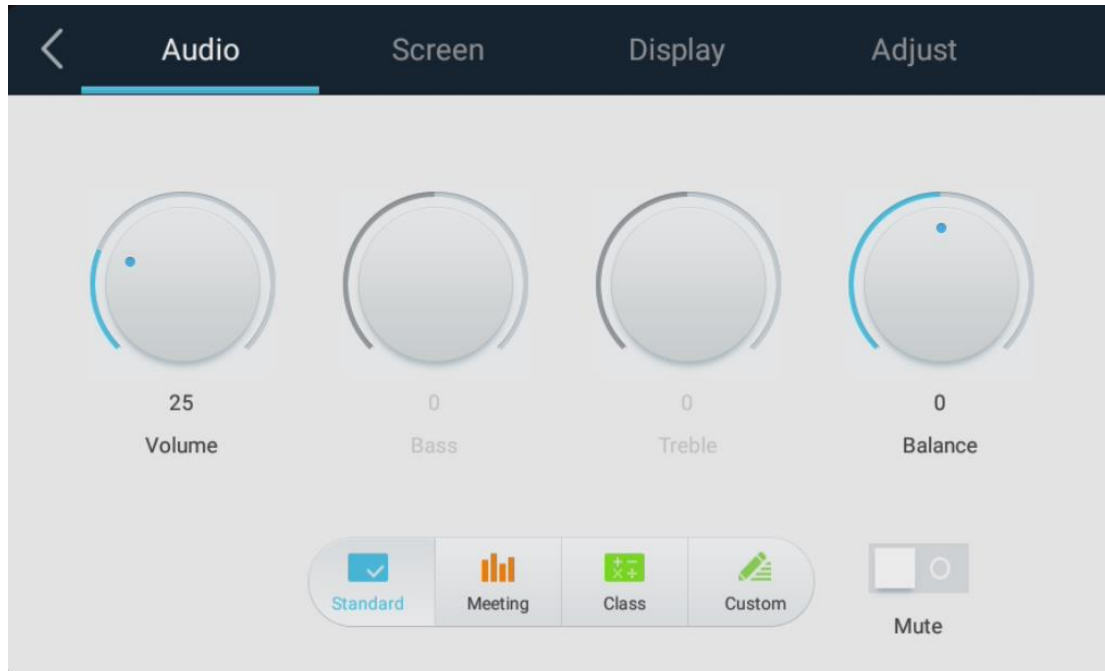 Audio Screen Display Adjust
25 0 0 0
Volume Bass Treble Balance
Standard Meeting Class Custom
Mute